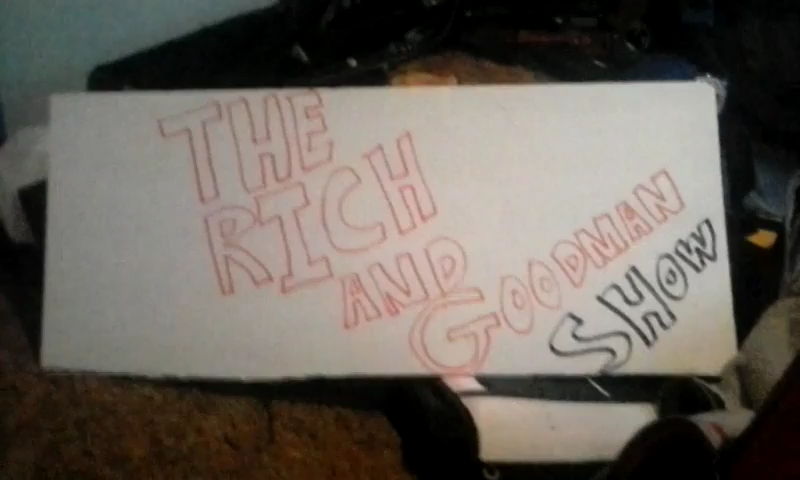 THE
RICH
AND
GOODMAN
SHOW